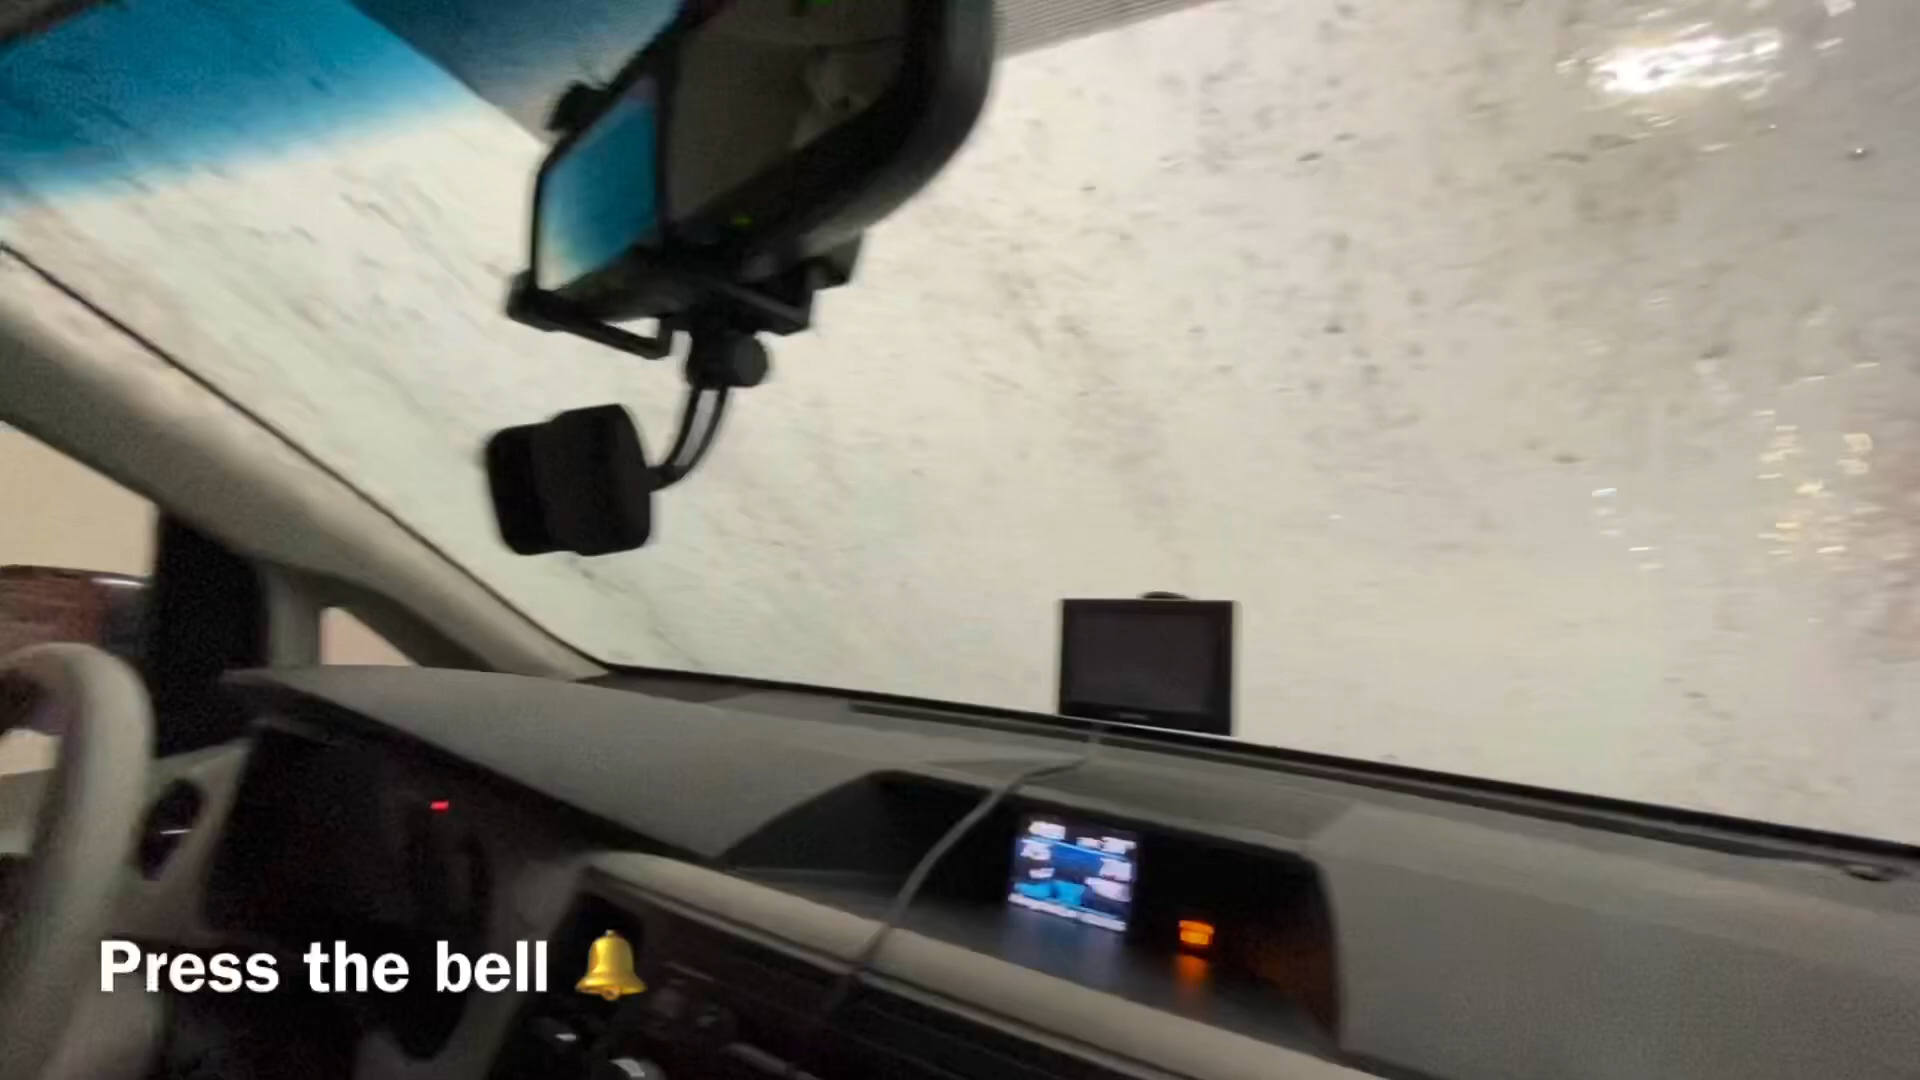 Press the bell 🔔